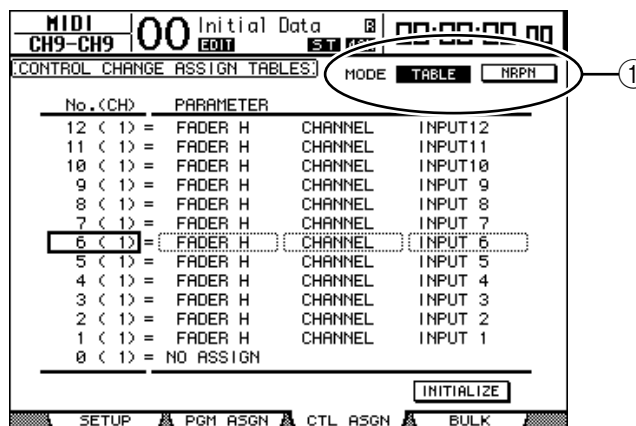 MIDI
CH9-CH9
00 Initial Data
EDIT
00:00:00 00
CONTROL CHANGE ASSIGN TABLES
MODE TABLE NRPN
1
No.(CH) PARAMETER
12 ( 1) = FADER H CHANNEL INPUT12
11 ( 1) = FADER H CHANNEL INPUT11
10 ( 1) = FADER H CHANNEL INPUT10
9 ( 1) = FADER H CHANNEL INPUT 9
8 ( 1) = FADER H CHANNEL INPUT 8
7 ( 1) = FADER H CHANNEL INPUT 7
6 ( 1) = FADER H CHANNEL INPUT 6
5 ( 1) = FADER H CHANNEL INPUT 5
4 ( 1) = FADER H CHANNEL INPUT 4
3 ( 1) = FADER H CHANNEL INPUT 3
2 ( 1) = FADER H CHANNEL INPUT 2
1 ( 1) = FADER H CHANNEL INPUT 1
0 ( 1) = NO ASSIGN
INITIALIZE
SETUP PGM ASGN CTL ASGN BULK